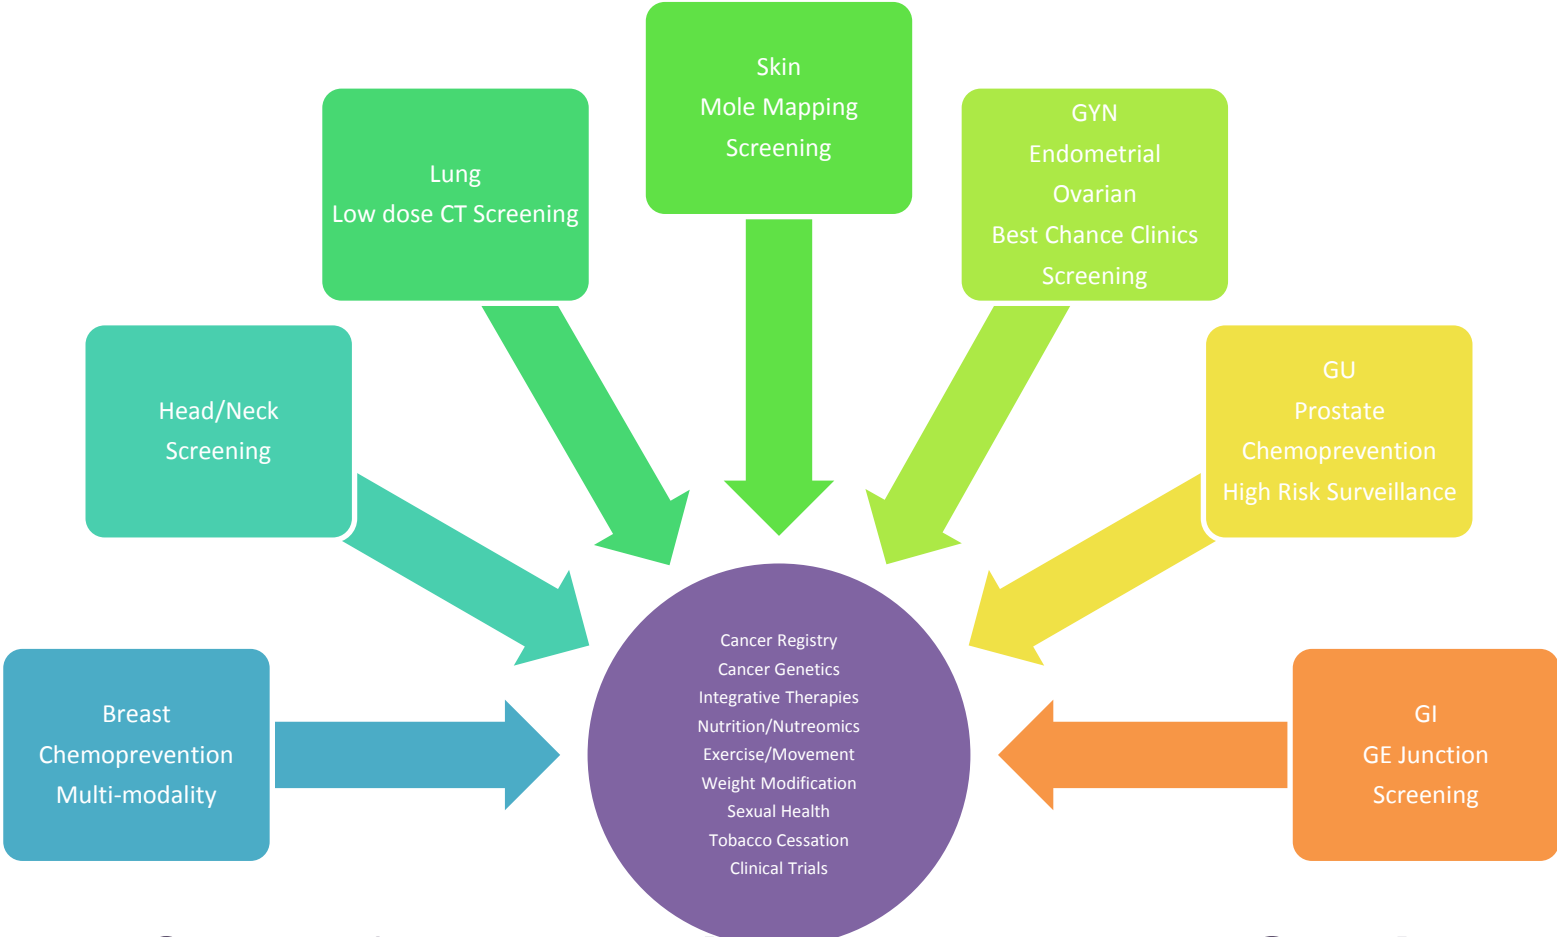 Skin
Mole Mapping
Screening
Lung
Low dose CT Screening
GYN
Endometrial
Ovarian
Best Chance Clinics
Screening
Head/Neck
Screening
GU
Prostate
Chemoprevention
High Risk Surveillance
Breast
Chemoprevention
Multi-modality
Cancer Registry
Cancer Genetics
Integrative Therapies
Nutrition/Nutreomics
Exercise/Movement
Weight Modification
Sexual Health
Tobacco Cessation
Clinical Trials
GI
GE Junction
Screening